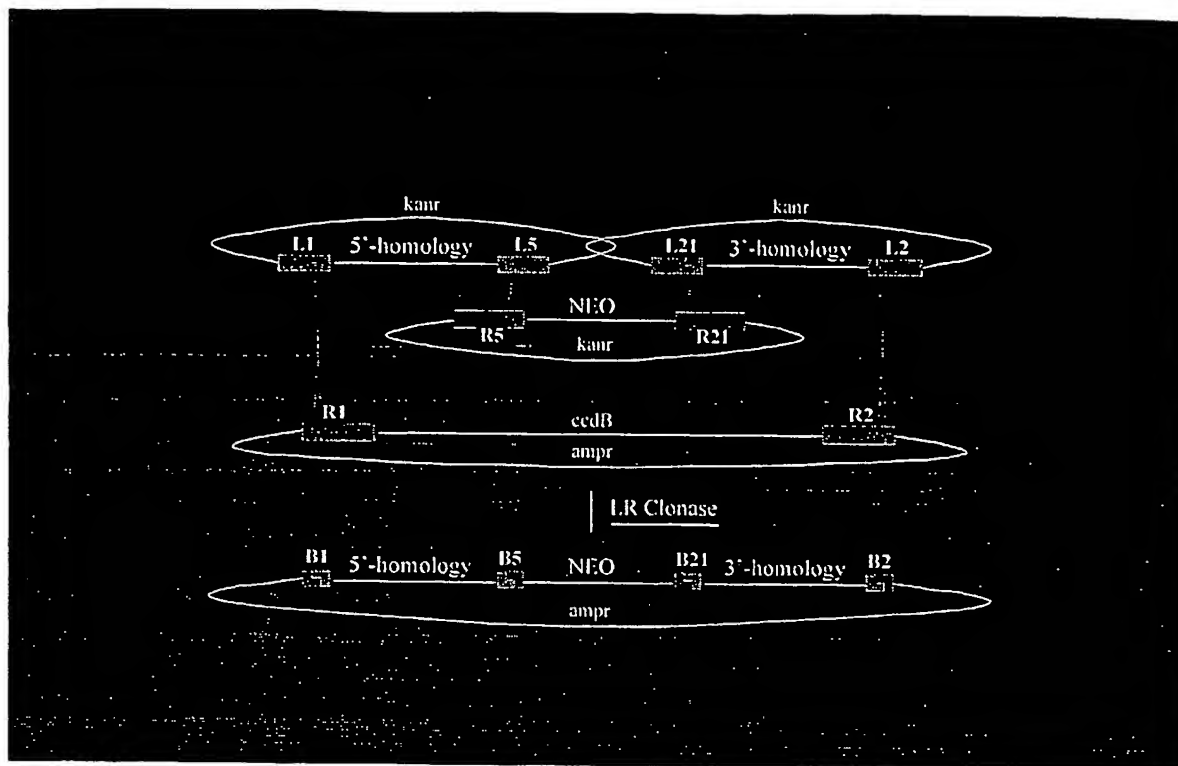 kanr kanr
L1 5'-homology L5 L21 3'-homology L2
NEO
R5 R21
kanr
R1 R2
ccdB
ampr
LR Clonase
B1 5'-homology B5 NEO B21 3'-homology B2
ampr